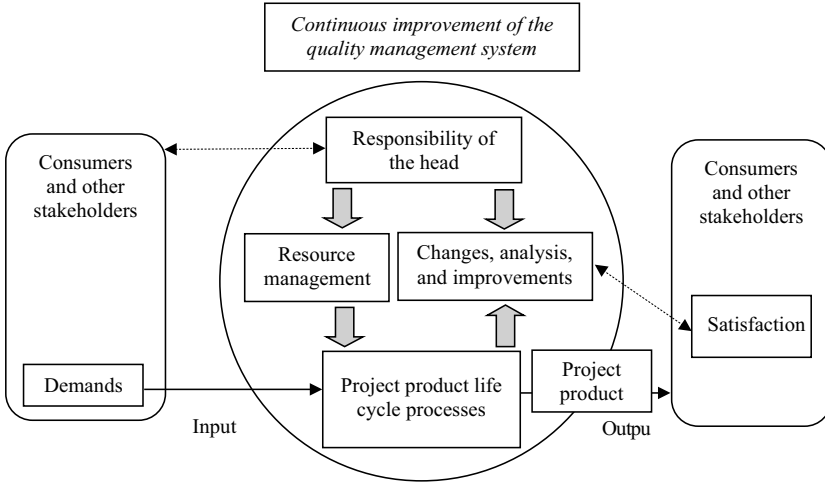 Continuous improvement of the
quality management system
Responsibility of
the head
Consumers
and other
stakeholders
Consumers
and other
stakeholders
Resource
management
Changes, analysis,
and improvements
Satisfaction
Demands
Project product life
cycle processes
Project
product
Input
Outpu